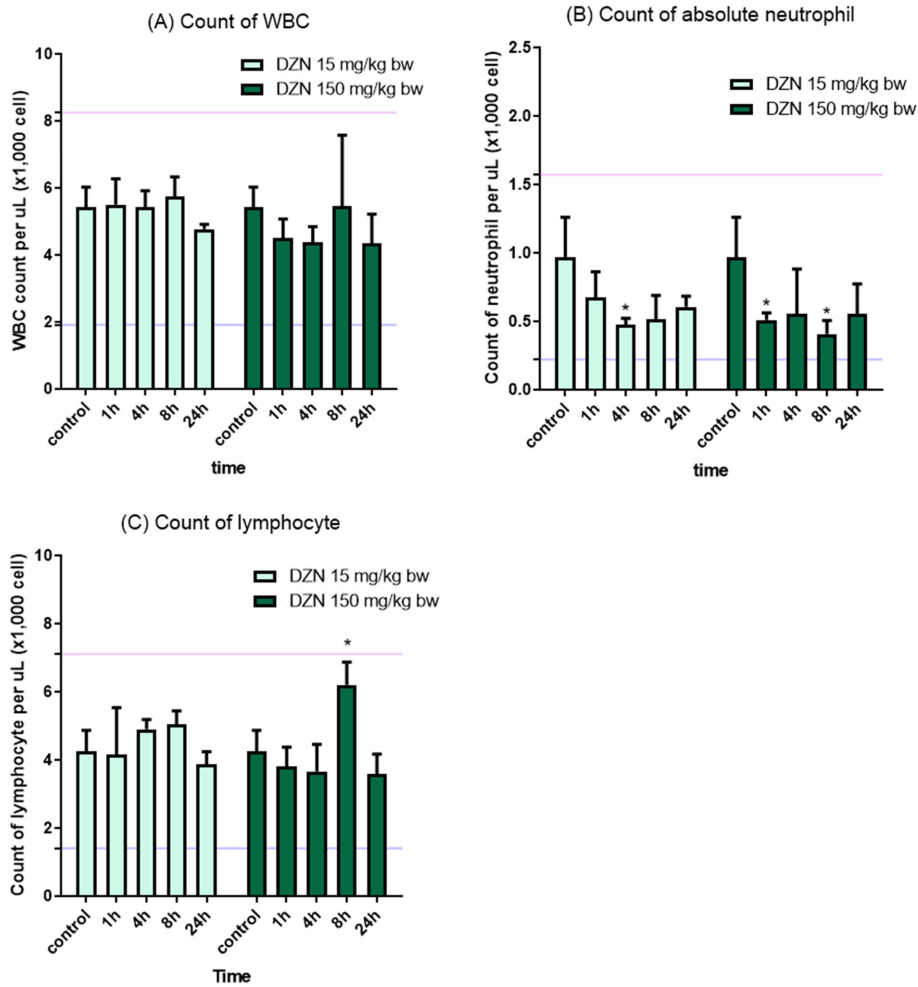 (A) Count of WBC
WBC count per uL (x1,000 cell)
10
8
6
4
2
0
DZN 15 mg/kg bw
DZN 150 mg/kg bw
control 1h 4h 8h 24h control 1h 4h 8h 24h
time
(B) Count of absolute neutrophil
Count of neutrophil per uL (x1,000 cell)
2.5
2.0
1.5
1.0
0.5
0.0
DZN 15 mg/kg bw
DZN 150 mg/kg bw
* * *
control 1h 4h 8h 24h control 1h 4h 8h 24h
time
(C) Count of lymphocyte
Count of lymphocyte per uL (x1,000 cell)
10
8
6
4
2
0
DZN 15 mg/kg bw
DZN 150 mg/kg bw
*
control 1h 4h 8h 24h control 1h 4h 8h 24h
Time